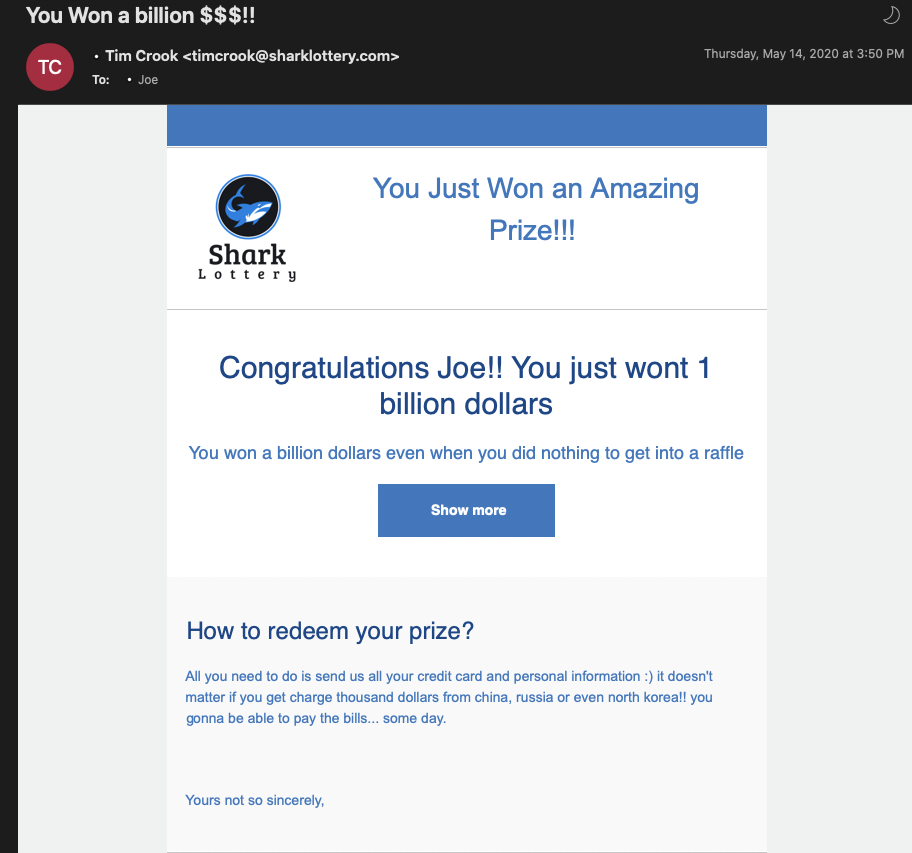 You Won a billion $$$!!
TC
• Tim Crook <timcrook@sharklottery.com>
Thursday, May 14, 2020 at 3:50 PM
To: • Joe
Shark
Lottery
You Just Won an Amazing
Prize!!!
Congratulations Joe!! You just wont 1
billion dollars
You won a billion dollars even when you did nothing to get into a raffle
Show more
How to redeem your prize?
All you need to do is send us all your credit card and personal information :) it doesn't
matter if you get charge thousand dollars from china, russia or even north korea!! you
gonna be able to pay the bills... some day.
Yours not so sincerely,